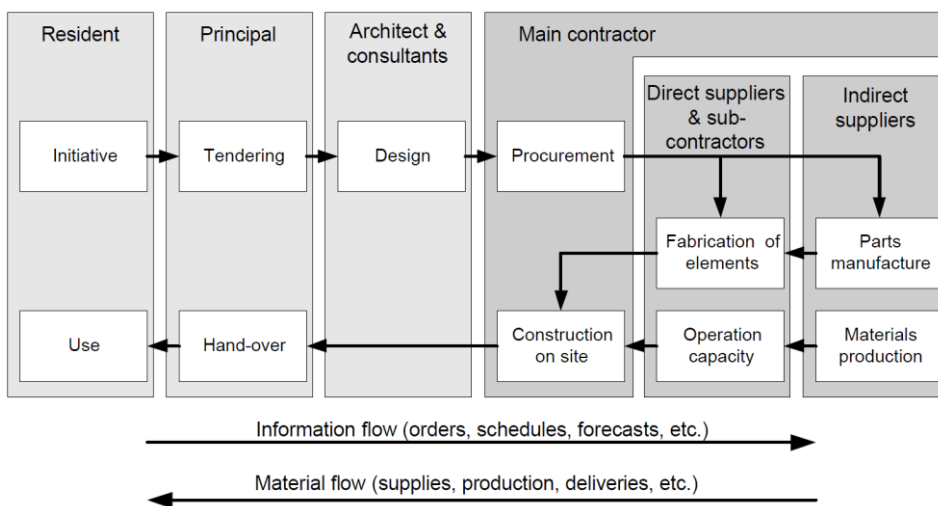 Resident
Principal
Architect &
consultants
Main contractor
Direct suppliers
& sub-
contractors
Indirect
suppliers
Initiative
Tendering
Design
Procurement
Fabrication of
elements
Parts
manufacture
Use
Hand-over
Construction
on site
Operation
capacity
Materials
production
Information flow (orders, schedules, forecasts, etc.)
Material flow (supplies, production, deliveries, etc.)